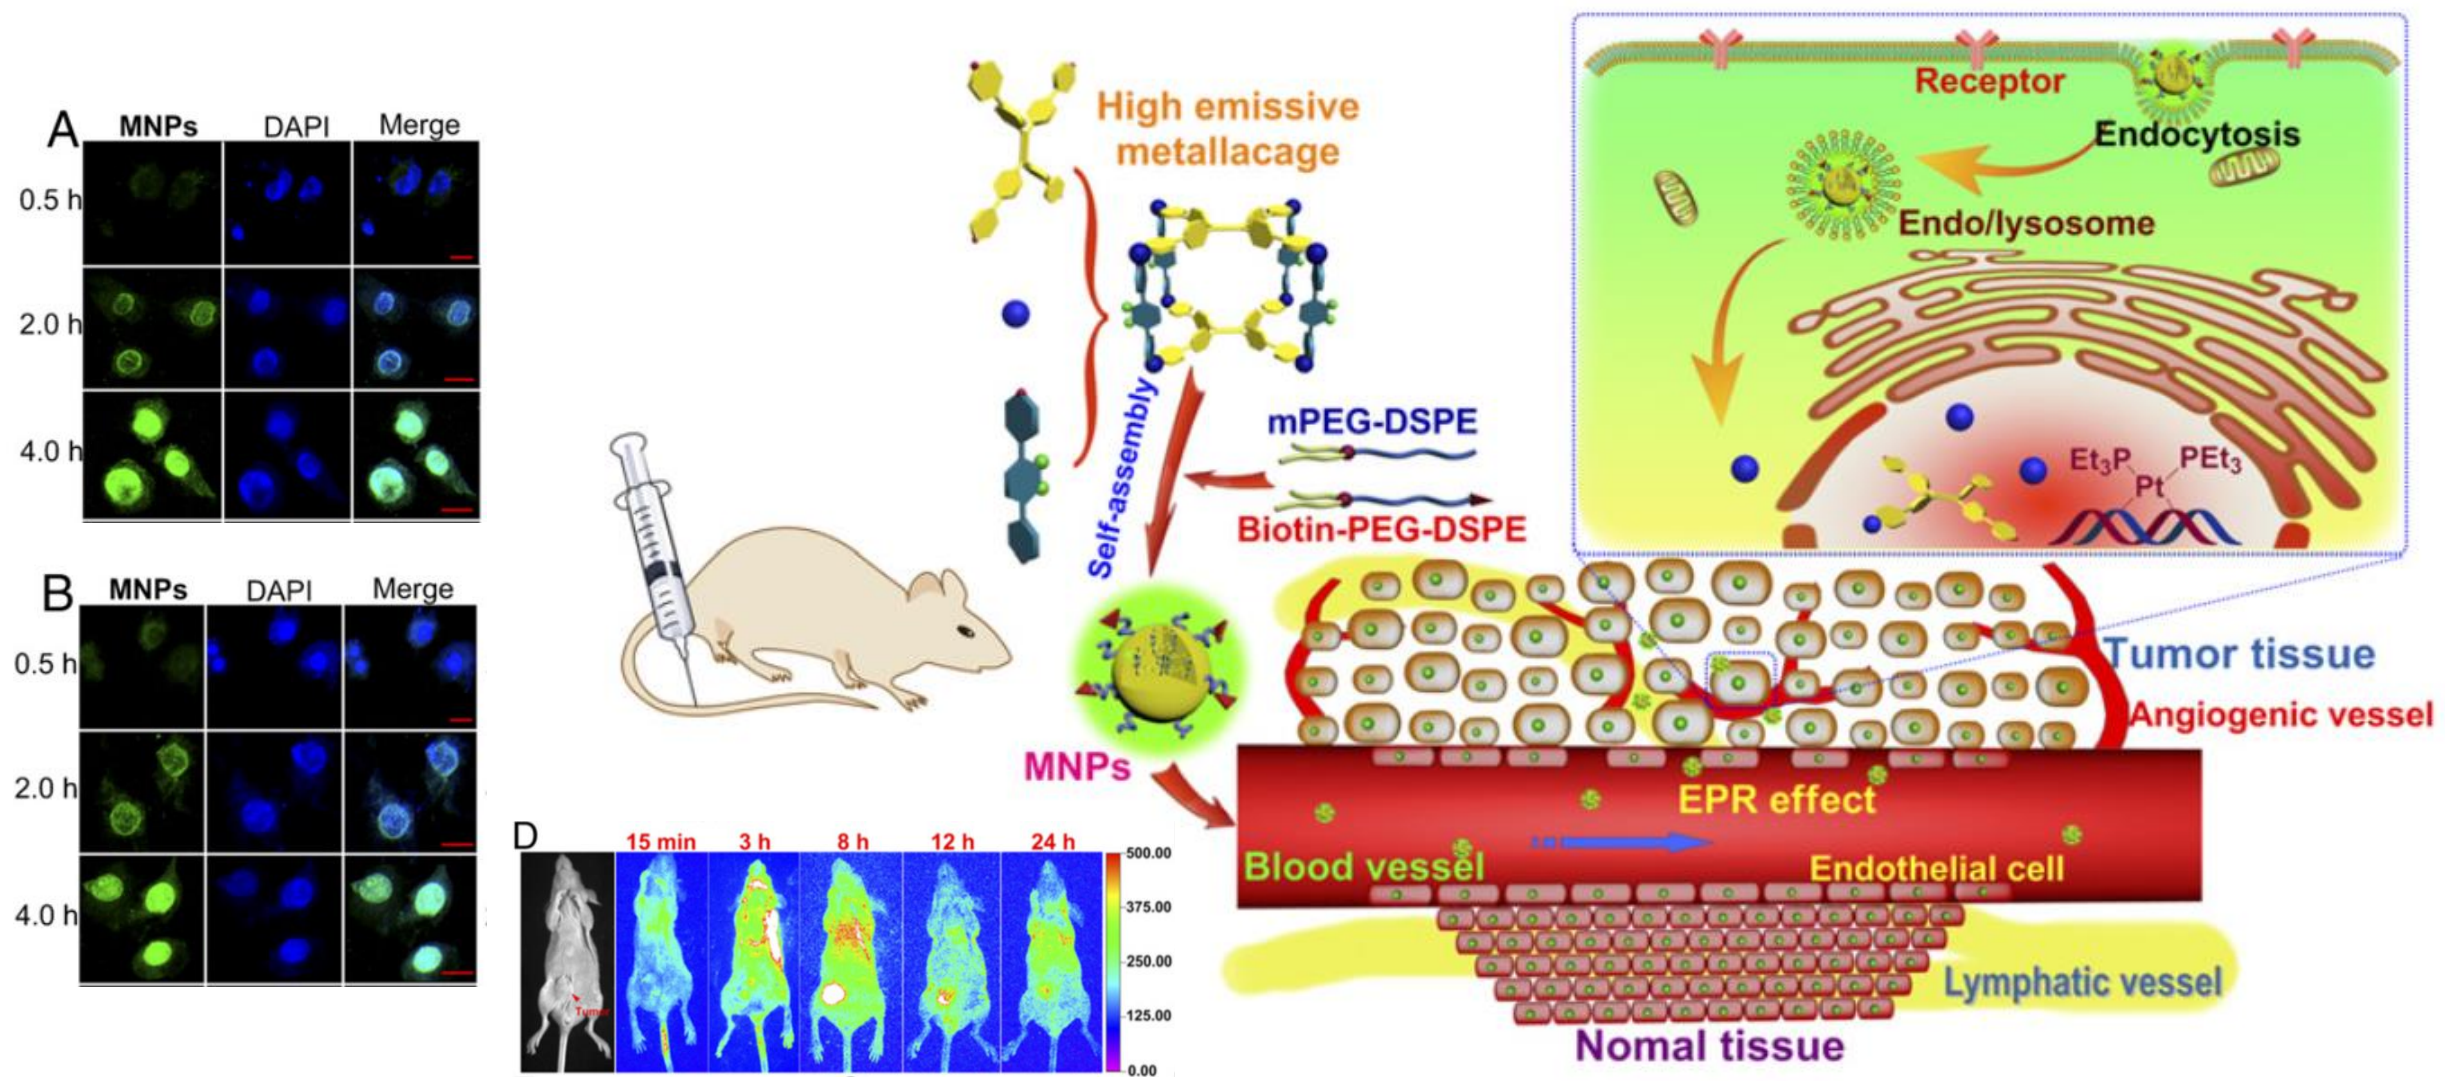 A
MNPs DAPI Merge
0.5 h
2.0 h
4.0 h
B
MNPs DAPI Merge
0.5 h
2.0 h
4.0 h
High emissive
metallacage
Self-assembly
mPEG-DSPE
Biotin-PEG-DSPE
MNPs
Receptor
Endocytosis
Endo/lysosome
Et₃P PEt₃
Pt
Tumor tissue
Angiogenic vessel
EPR effect
Blood vessel
Endothelial cell
Lymphatic vessel
Nomal tissue
D
15 min 3 h 8 h 12 h 24 h
Tumor
500.00
375.00
250.00
125.00
0.00